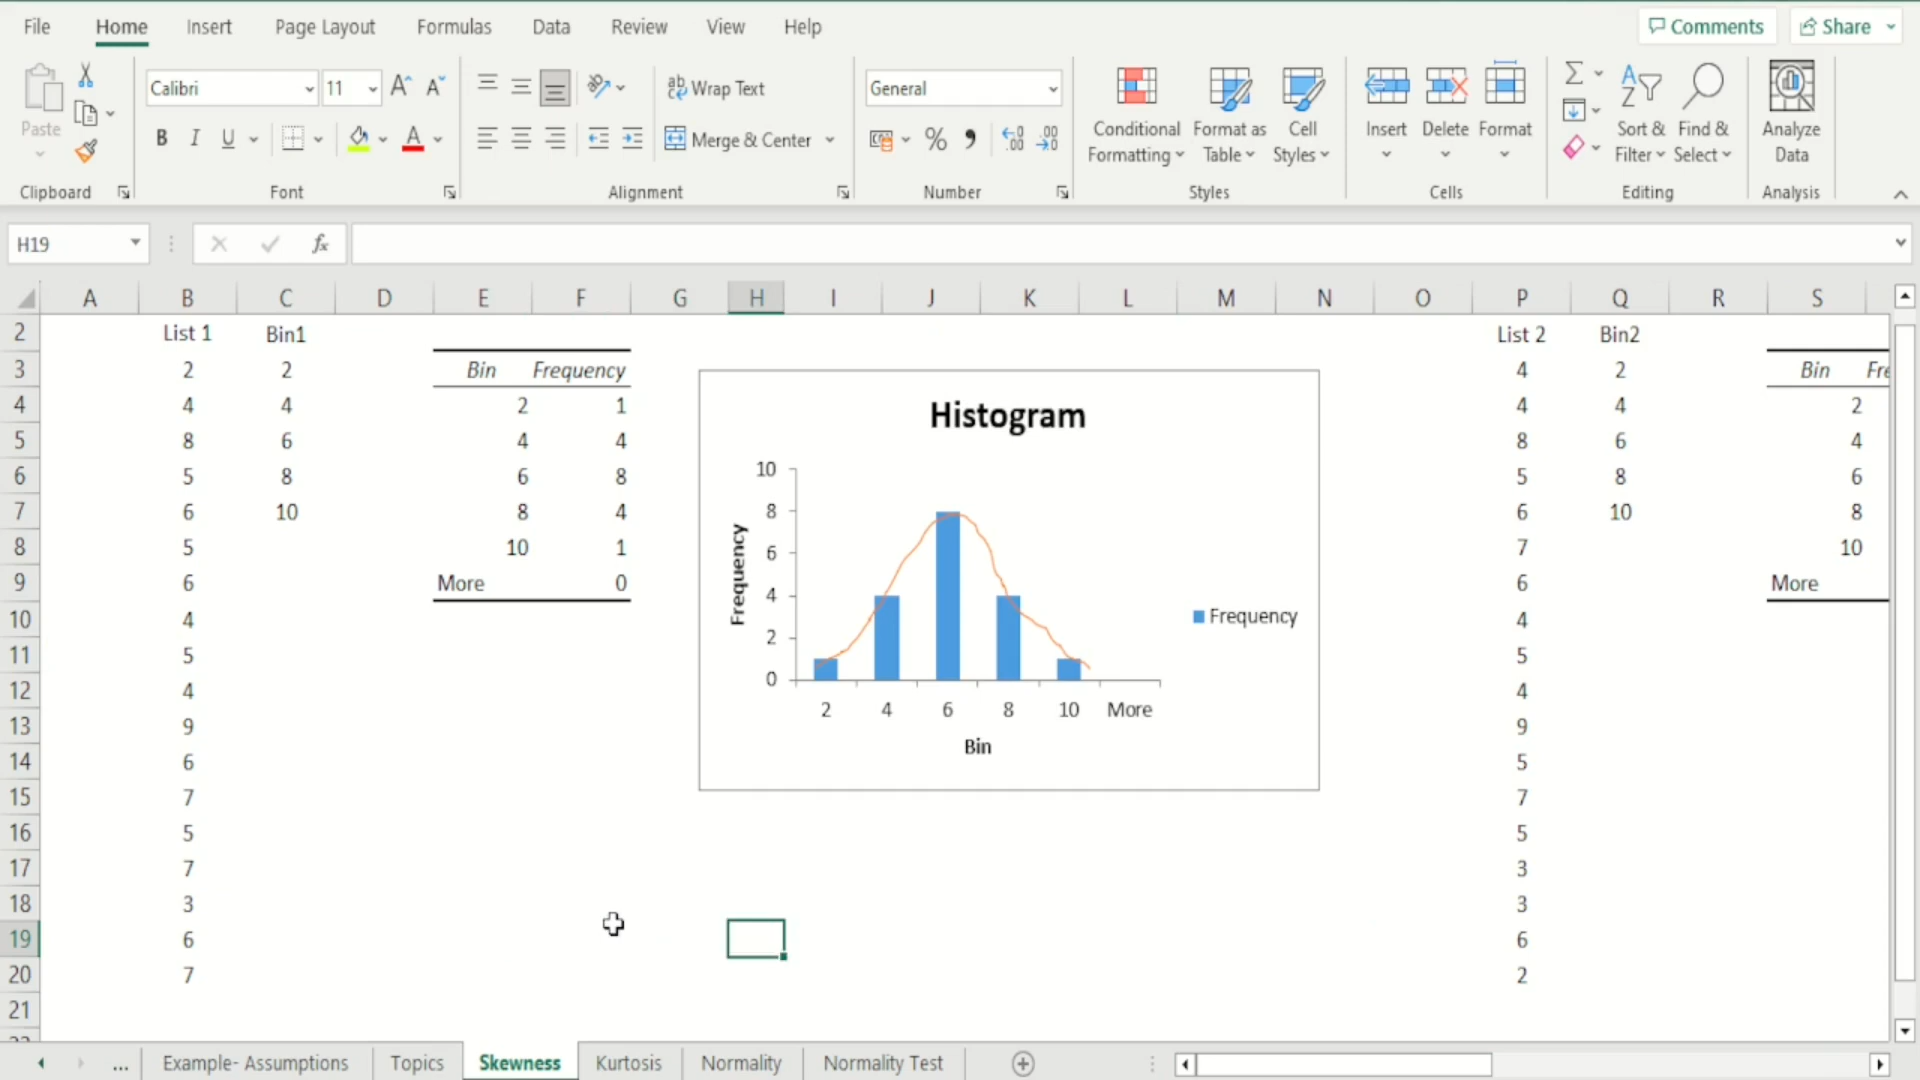 File Home Insert Page Layout Formulas Data Review View Help Comments Share
Paste Calibri 11 Wrap Text General Conditional Formatting Format as Table Cell Styles Insert Delete Format Sort & Filter Find & Select Analyze Data
B I U A Merge & Center % 9 .00
Clipboard Font Alignment Number Styles Cells Editing Analysis
H19 fx
A B C D E F G H I J K L M N O P Q R S
2 List 1 Bin1 List 2 Bin2
3 2 2 Bin Frequency 4 2 Bin Fre
4 4 4 2 1 4 4 2
5 8 6 4 4 8 6 4
6 5 8 6 8 5 8 6
7 6 10 8 4 6 10 8
8 5 10 1 7 10
9 6 More 0 6 More
10 4 4
11 5 5
12 4 4
13 9 9
14 6 5
15 7 7
16 5 5
17 7 3
18 3 3
19 6 6
20 7 2
21
Histogram
Frequency
10
8
6
4
2
0
2 4 6 8 10 More
Bin
Frequency
... Example- Assumptions Topics Skewness Kurtosis Normality Normality Test